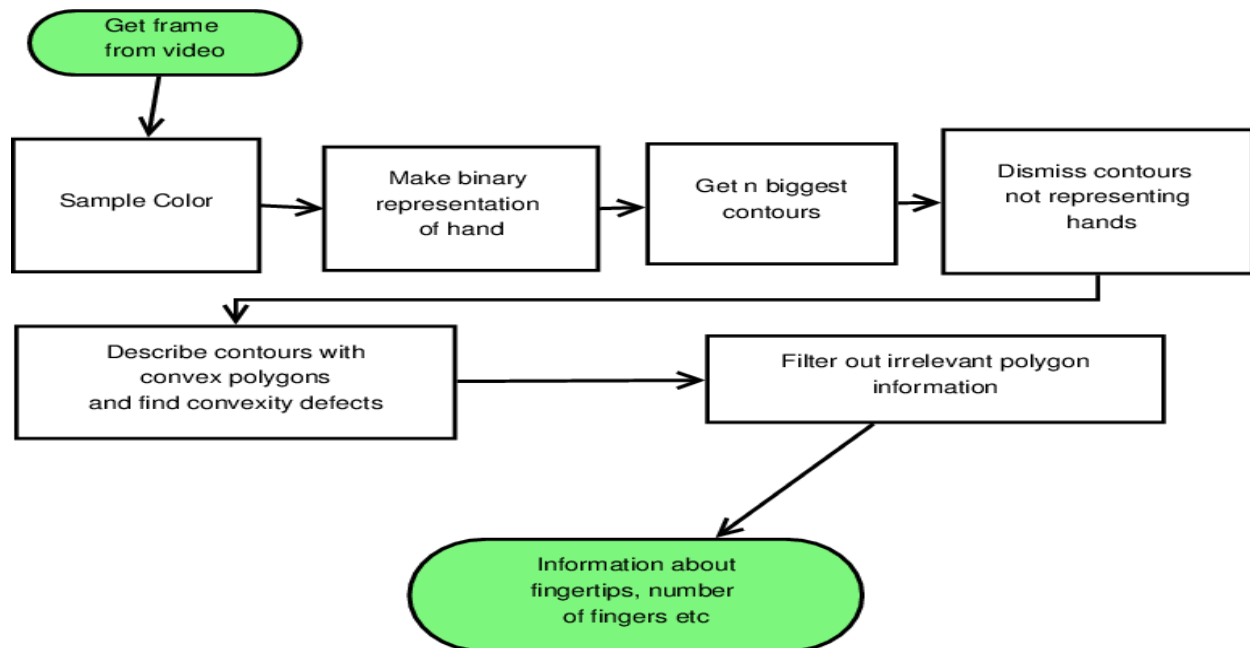 Get frame
from video
Sample Color
Make binary
representation
of hand
Get n biggest
contours
Dismiss contours
not representing
hands
Describe contours with
convex polygons
and find convexity defects
Filter out irrelevant polygon
information
Information about
fingertips, number
of fingers etc